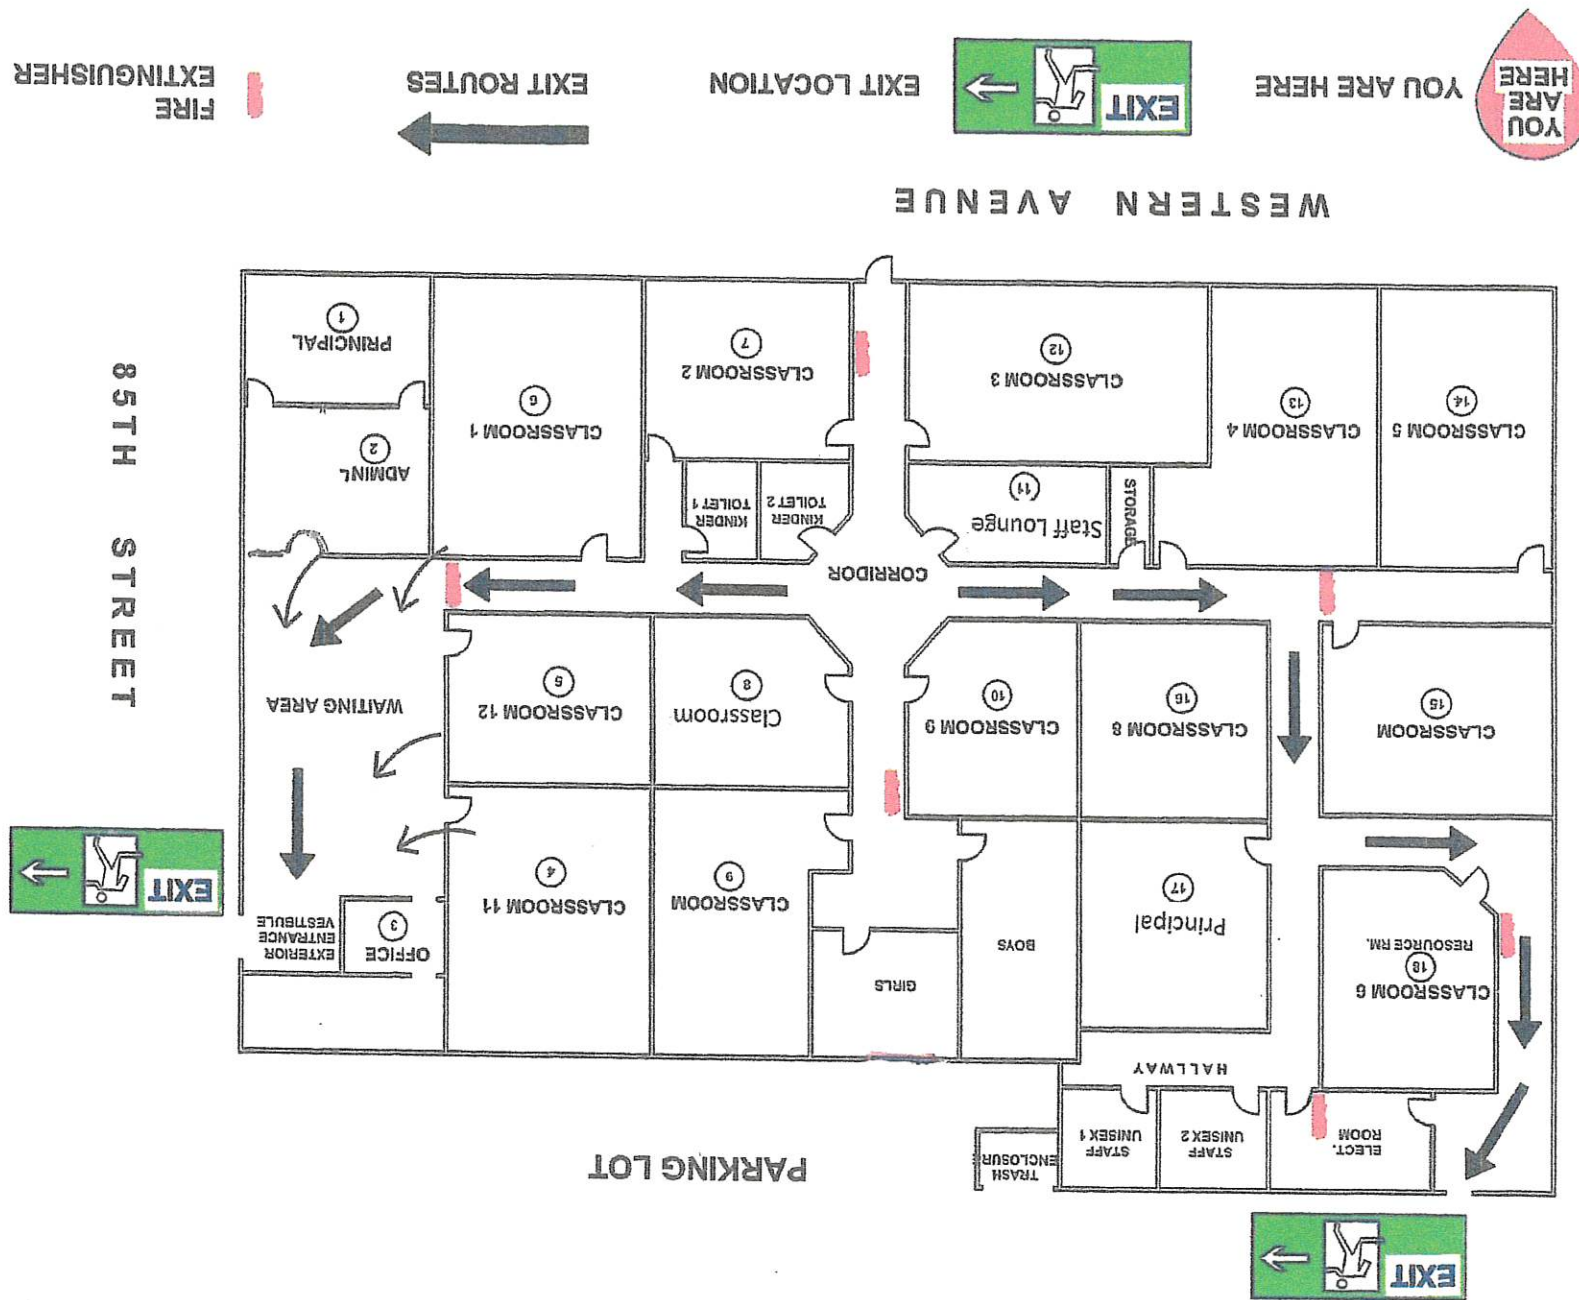 EXIT
PARKING LOT
TRASH
ENCLOSURE
ELECT.
ROOM
STAFF
UNISEX 2
STAFF
UNISEX 1
HALLWAY
CLASSROOM 6
18
RESOURCE RM.
Principal
17
BOYS
GIRLS
CLASSROOM
9
CLASSROOM 11
4
OFFICE
3
EXTERIOR
ENTRANCE
VESTIBULE
EXIT
CLASSROOM
15
CLASSROOM 8
16
CLASSROOM 9
10
Classroom
8
CLASSROOM 12
5
WAITING AREA
85TH STREET
CORRIDOR
CLASSROOM 5
14
CLASSROOM 4
13
STORAGE
Staff Lounge
11
CLASSROOM 3
12
KINDER
TOILET 2
KINDER
TOILET 1
CLASSROOM 2
7
CLASSROOM 1
6
ADMIN'L
2
PRINCIPAL
1
WESTERN AVENUE
YOU
ARE
HERE
YOU ARE HERE
EXIT
EXIT LOCATION
EXIT ROUTES
FIRE
EXTINGUISHER